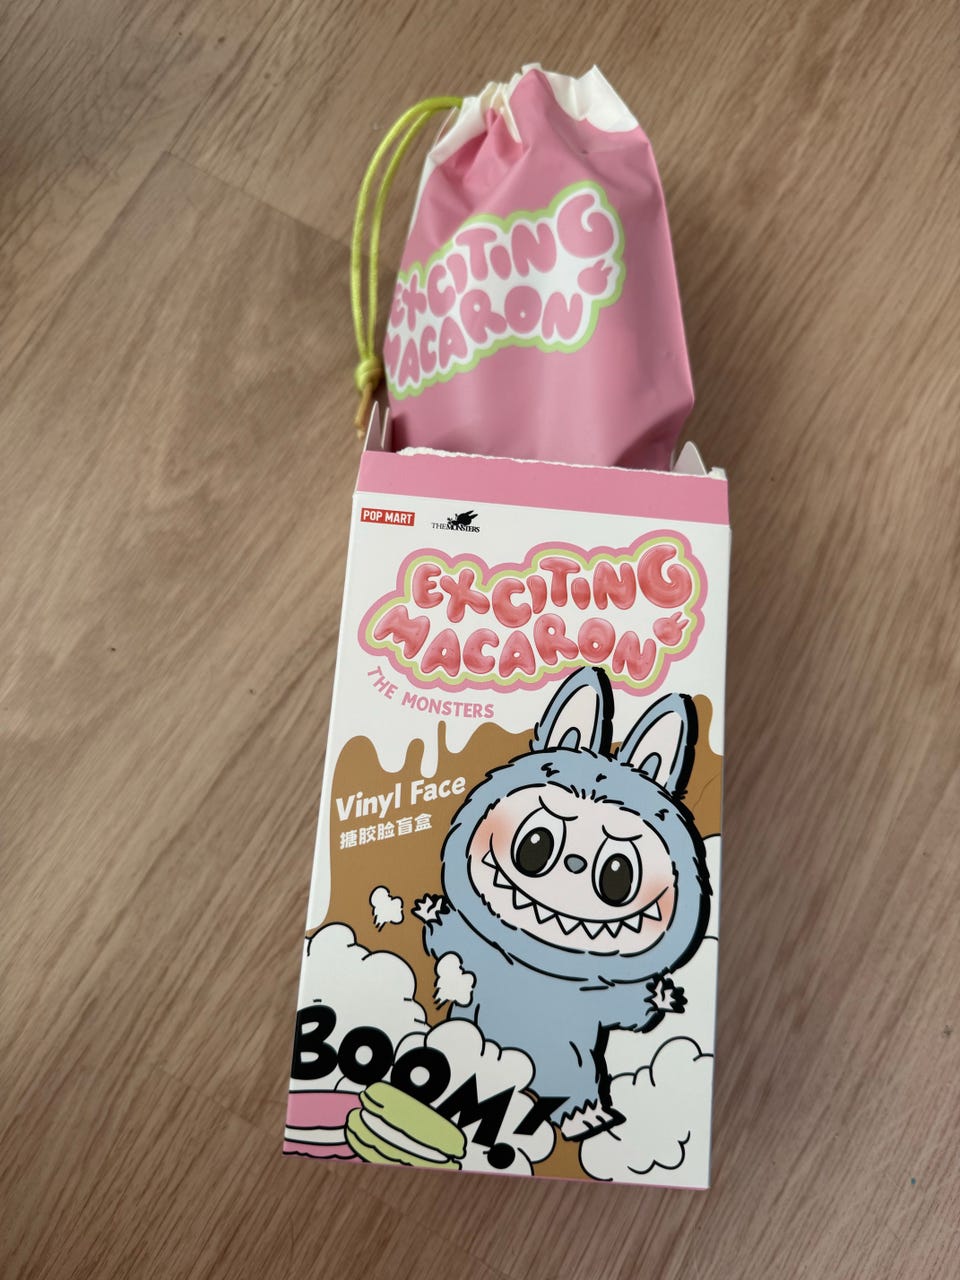 EXCITING
MACARON
POP MART
THE MONSTERS
EXCITING
MACARON
THE MONSTERS
Vinyl Face
搪胶脸盲盒
BOOM!